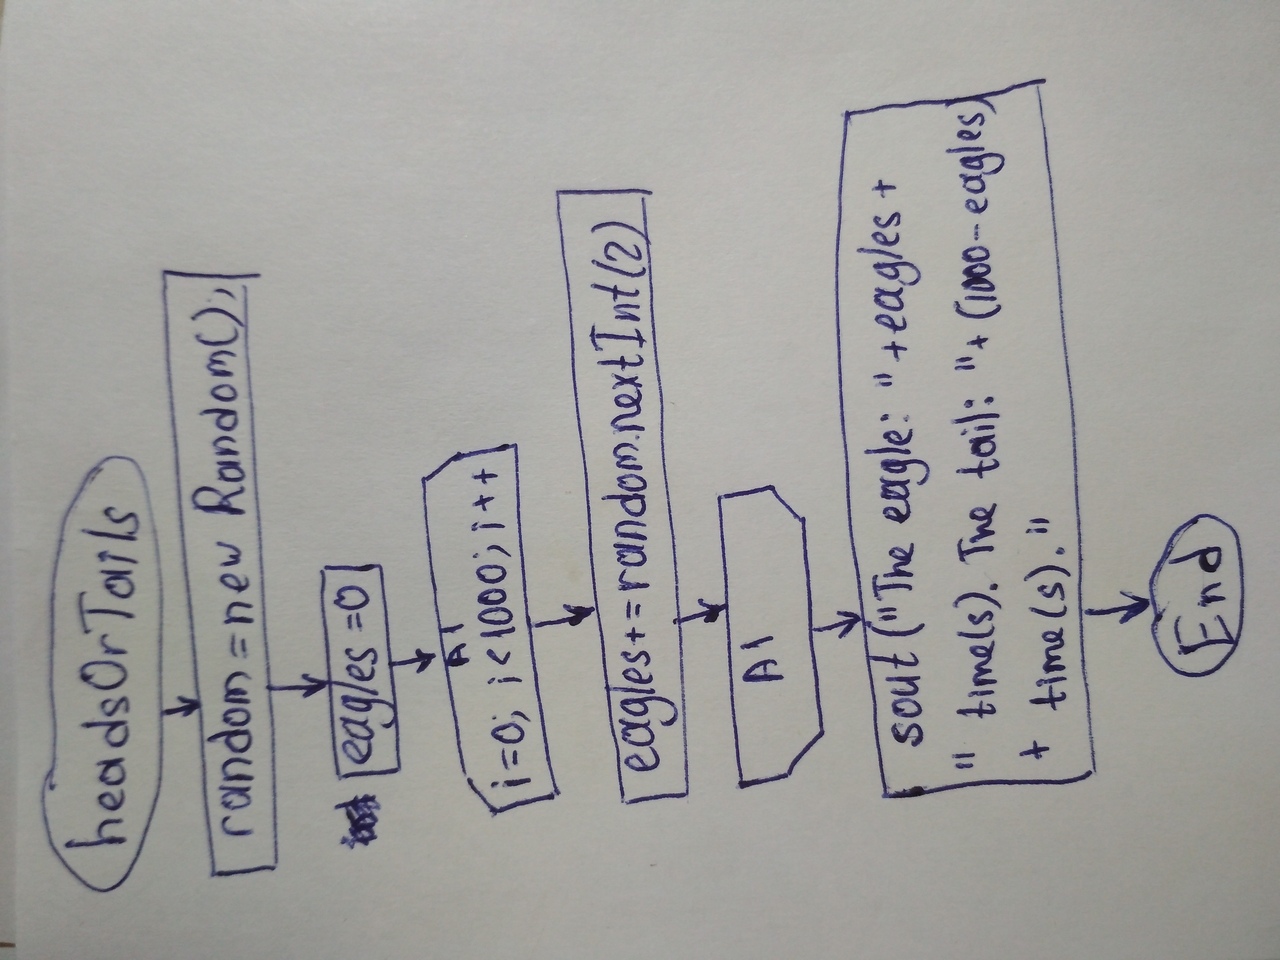 headsOrTails
random=new Random();
eagles=0
A1
i=0; i<1000; i++
eagles+=random.nextInt(2)
A1
sout ("The eagle: "+eagles+
" time(s). The tail: "+(1000-eagles)
+ time(s)."
End